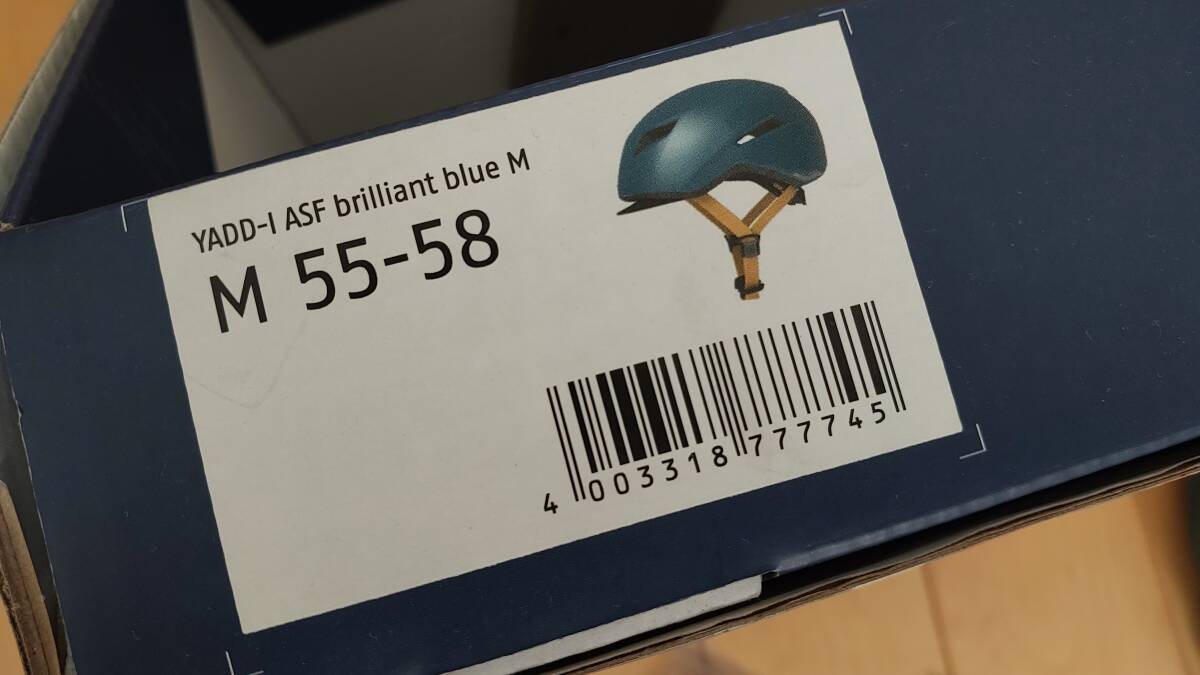 YADD-I ASF brilliant blue M
M 55-58
4 003318 777745